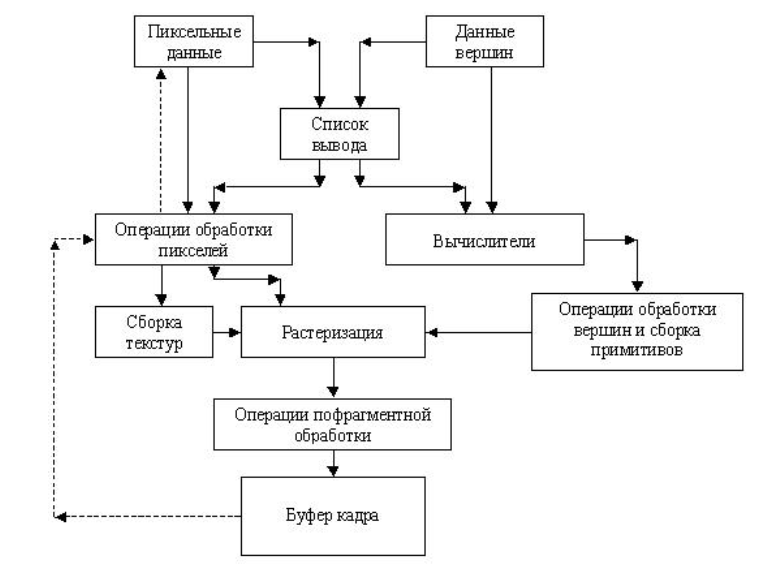 Пиксельные
данные
Данные
вершин
Список
вывода
Операции обработки
пикселей
Вычислители
Сборка
текстур
Растеризация
Операции обработки
вершин и сборка
примитивов
Операции пофрагментной
обработки
Буфер кадра